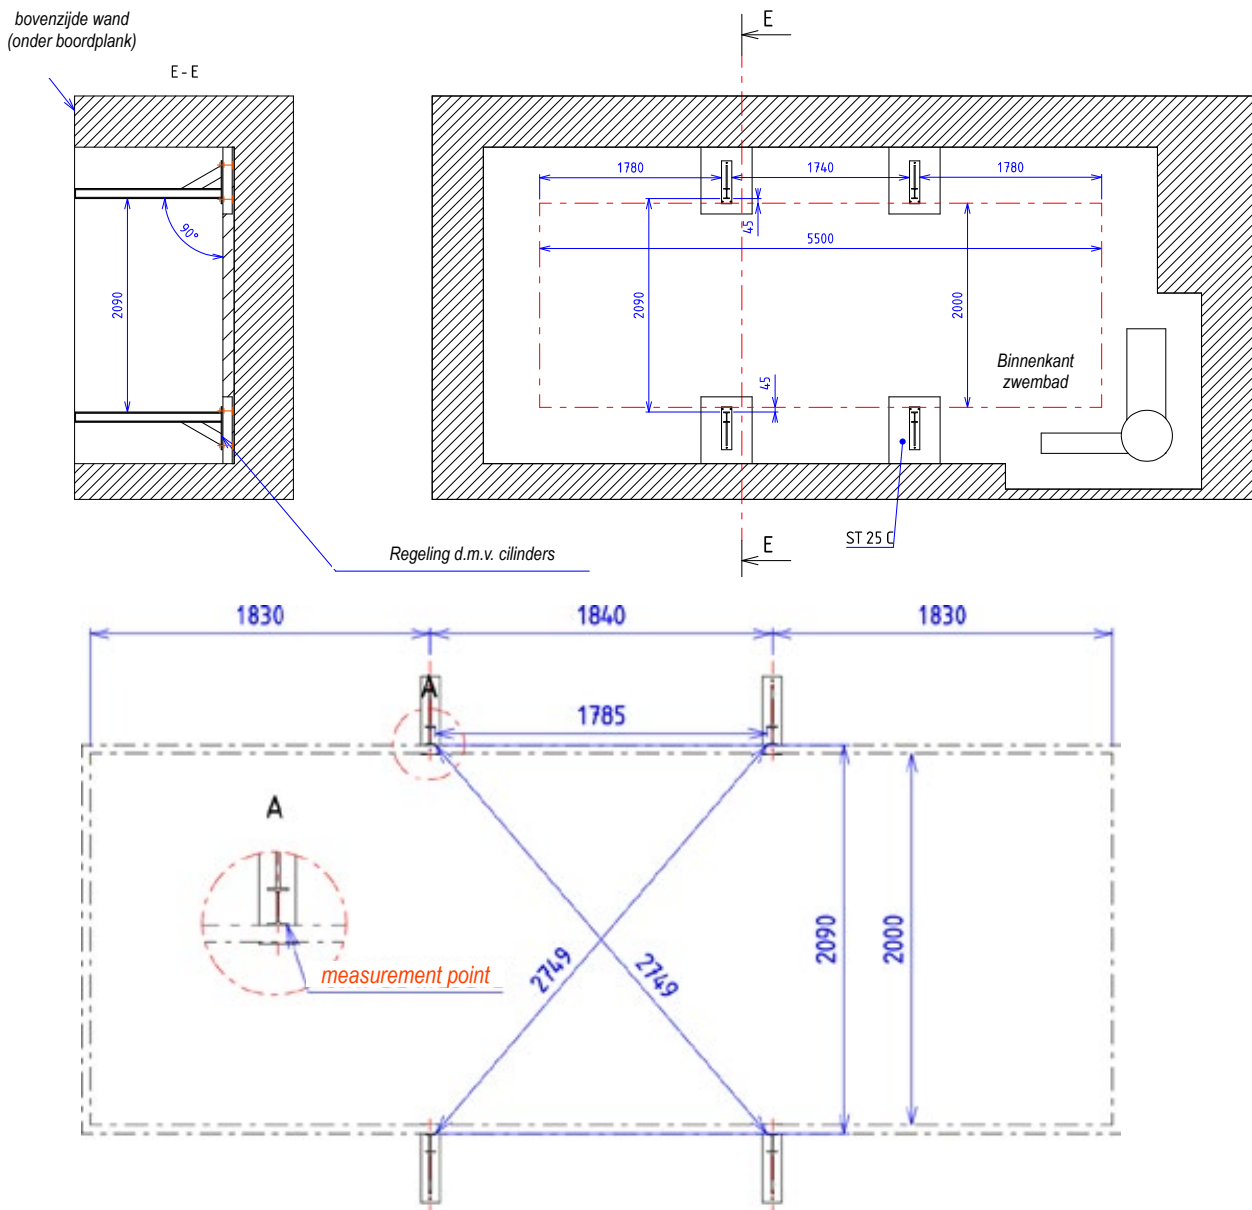 bovenzijde wand
(onder boordplank)
E-E
E
1780
1740
1780
45
5500
90°
2090
2090
2000
45
Binnenkant
zwembad
Regeling d.m.v. cilinders
E
ST 25 C
1830
1840
1830
A
1785
A
measurement point
2749
2749
2090
2000